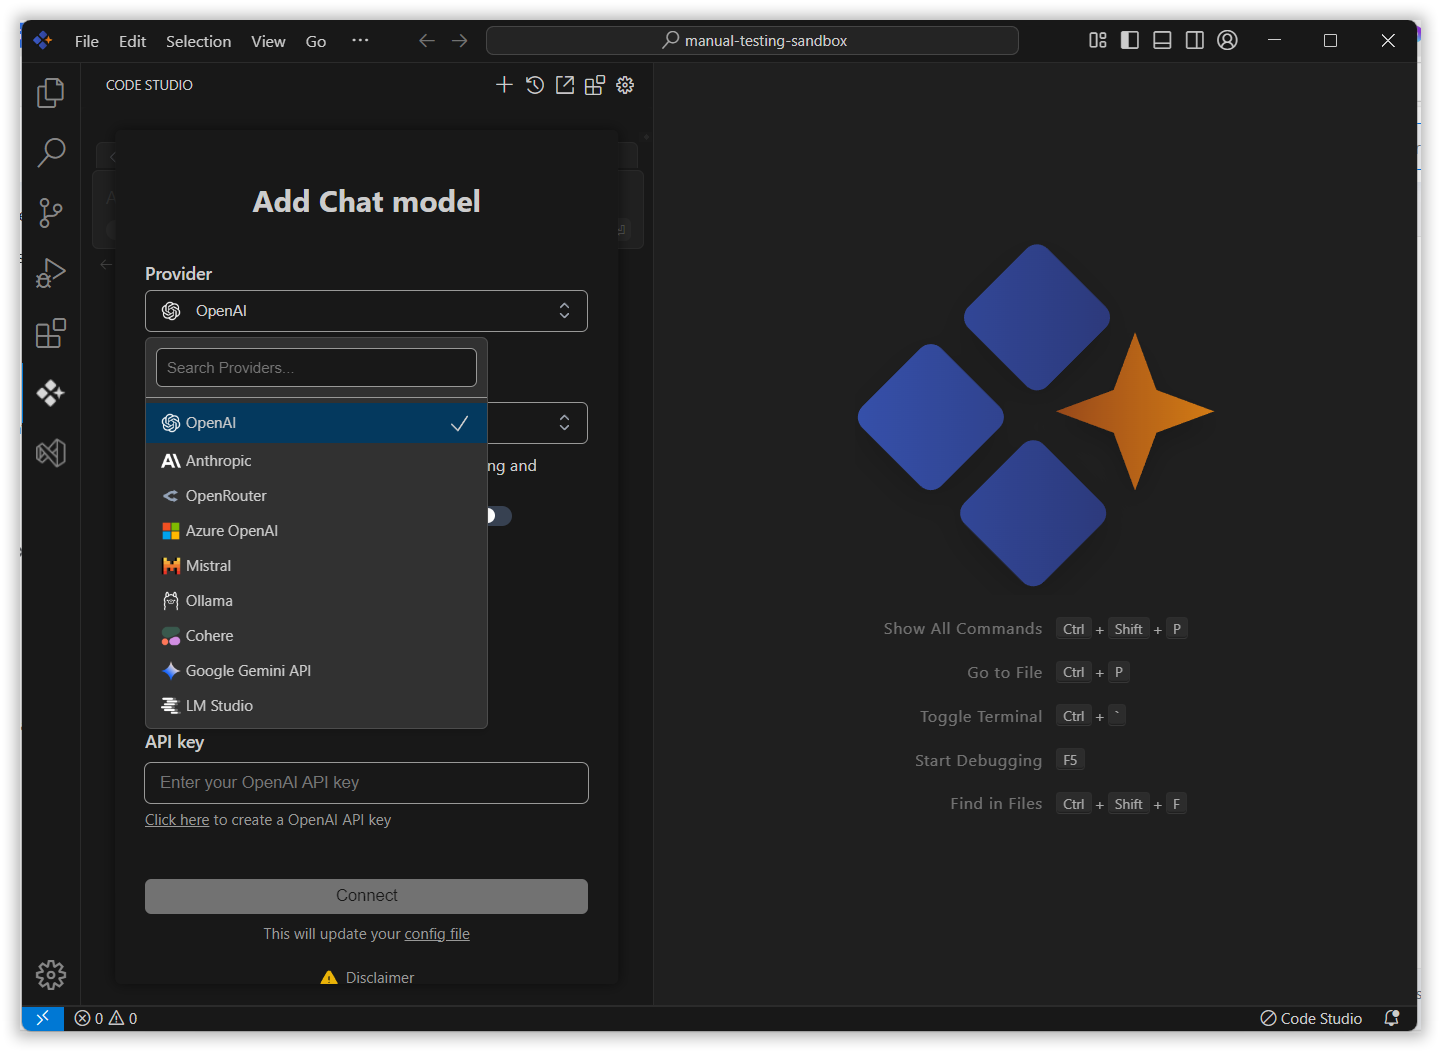 File Edit Selection View Go ··· manual-testing-sandbox
CODE STUDIO
Add Chat model
Provider
OpenAI
Search Providers...
OpenAI
Anthropic
ng and
OpenRouter
Azure OpenAI
Mistral
Ollama
Cohere
Google Gemini API
LM Studio
API key
Enter your OpenAI API key
Click here to create a OpenAI API key
Connect
This will update your config file
Disclaimer
Show All Commands Ctrl + Shift + P
Go to File Ctrl + P
Toggle Terminal Ctrl + `
Start Debugging F5
Find in Files Ctrl + Shift + F
0 0 Code Studio